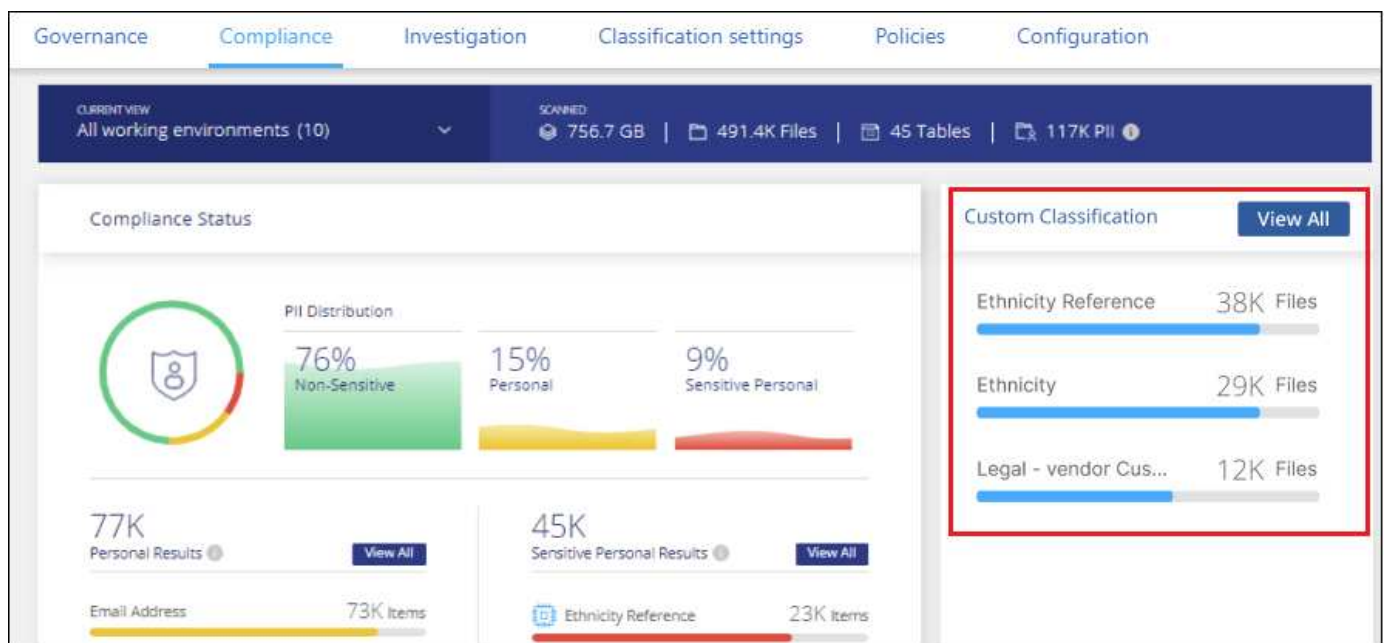 Governance Compliance Investigation Classification settings Policies Configuration
CURRENT VIEW
All working environments (10)
SCANNED
756.7 GB | 491.4K Files | 45 Tables | 117K PII
Compliance Status
PII Distribution
76%
Non-Sensitive
15%
Personal
9%
Sensitive Personal
77K
Personal Results
View All
Email Address 73K Items
45K
Sensitive Personal Results
View All
Ethnicity Reference 23K Items
Custom Classification View All
Ethnicity Reference 38K Files
Ethnicity 29K Files
Legal - vendor Cus... 12K Files